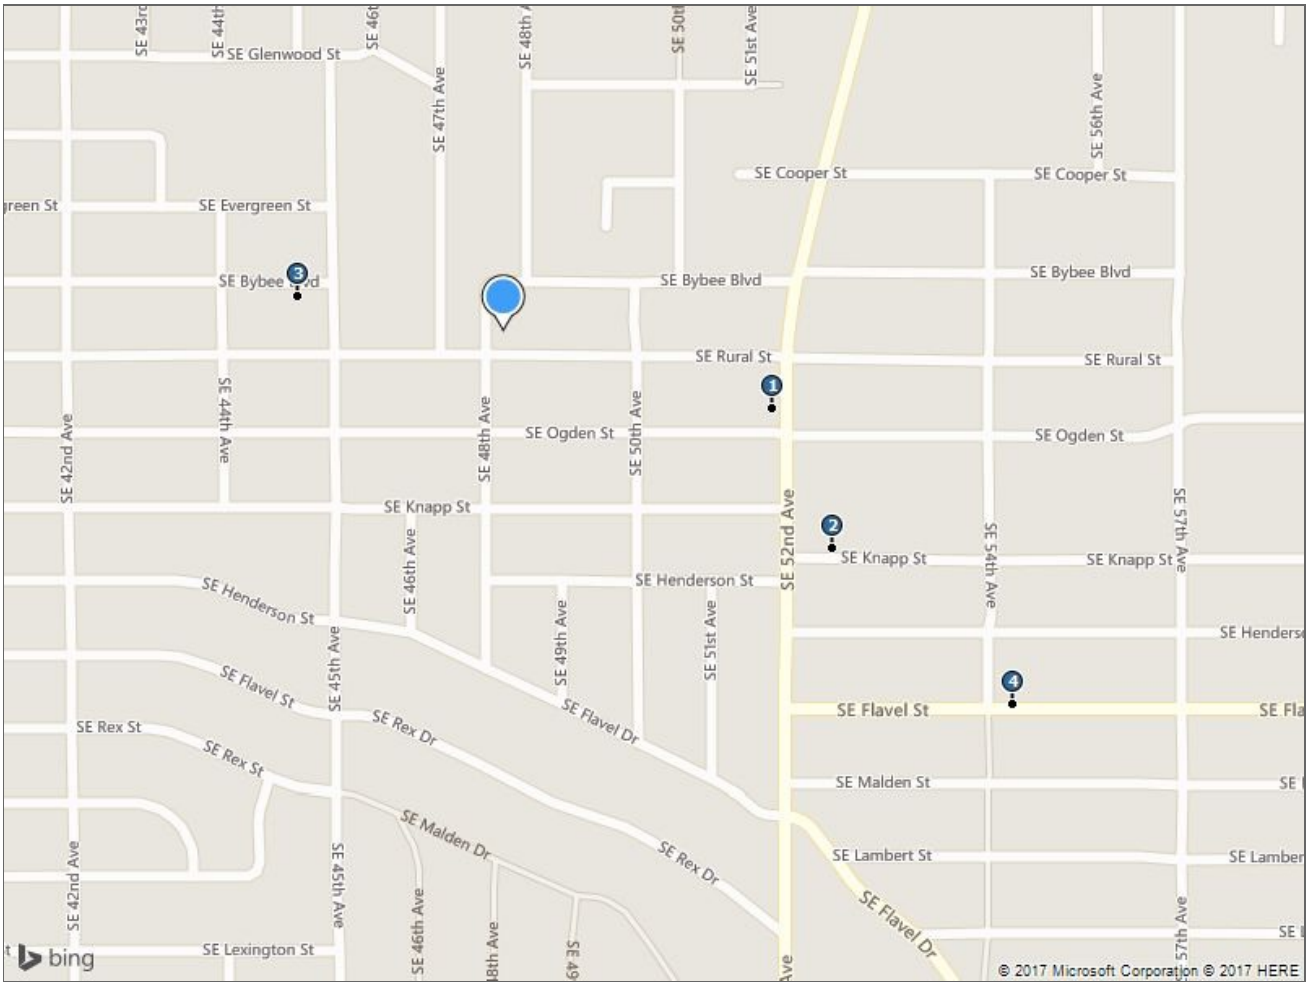 SE 43rd
SE 44th
SE 46t
SE 48th A
SE 50th
SE 51st Ave
SE Glenwood St
SE 47th Ave
SE 56th Ave
SE Cooper St
SE Cooper St
green St
SE Evergreen St
3
SE Bybee Blvd
SE Bybee Blvd
SE Bybee Blvd
SE Rural St
SE Rural St
1
SE 42nd Ave
SE 44th Ave
SE 48th Ave
SE Ogden St
SE 50th Ave
SE Ogden St
SE Knapp St
SE 52nd Ave
2
SE Knapp St
SE 54th Ave
SE Knapp St
SE 57th Ave
SE Henderson St
SE 46th Ave
SE Henderson St
SE 49th Ave
SE 51st Ave
SE Henderso
SE 45th Ave
SE Flavel St
4
SE Flavel St
SE Fla
SE Rex St
SE Rex Dr
SE Flavel Dr
SE Rex St
SE Malden St
SE
SE Malden Dr
SE Rex Dr
SE Lambert St
SE Lamber
SE 42nd Ave
SE 45th Ave
SE 46th Ave
48th Ave
SE 49
Ave
SE Flavel Dr
SE 57th Ave
SE
t
SE Lexington St
bing
© 2017 Microsoft Corporation © 2017 HERE